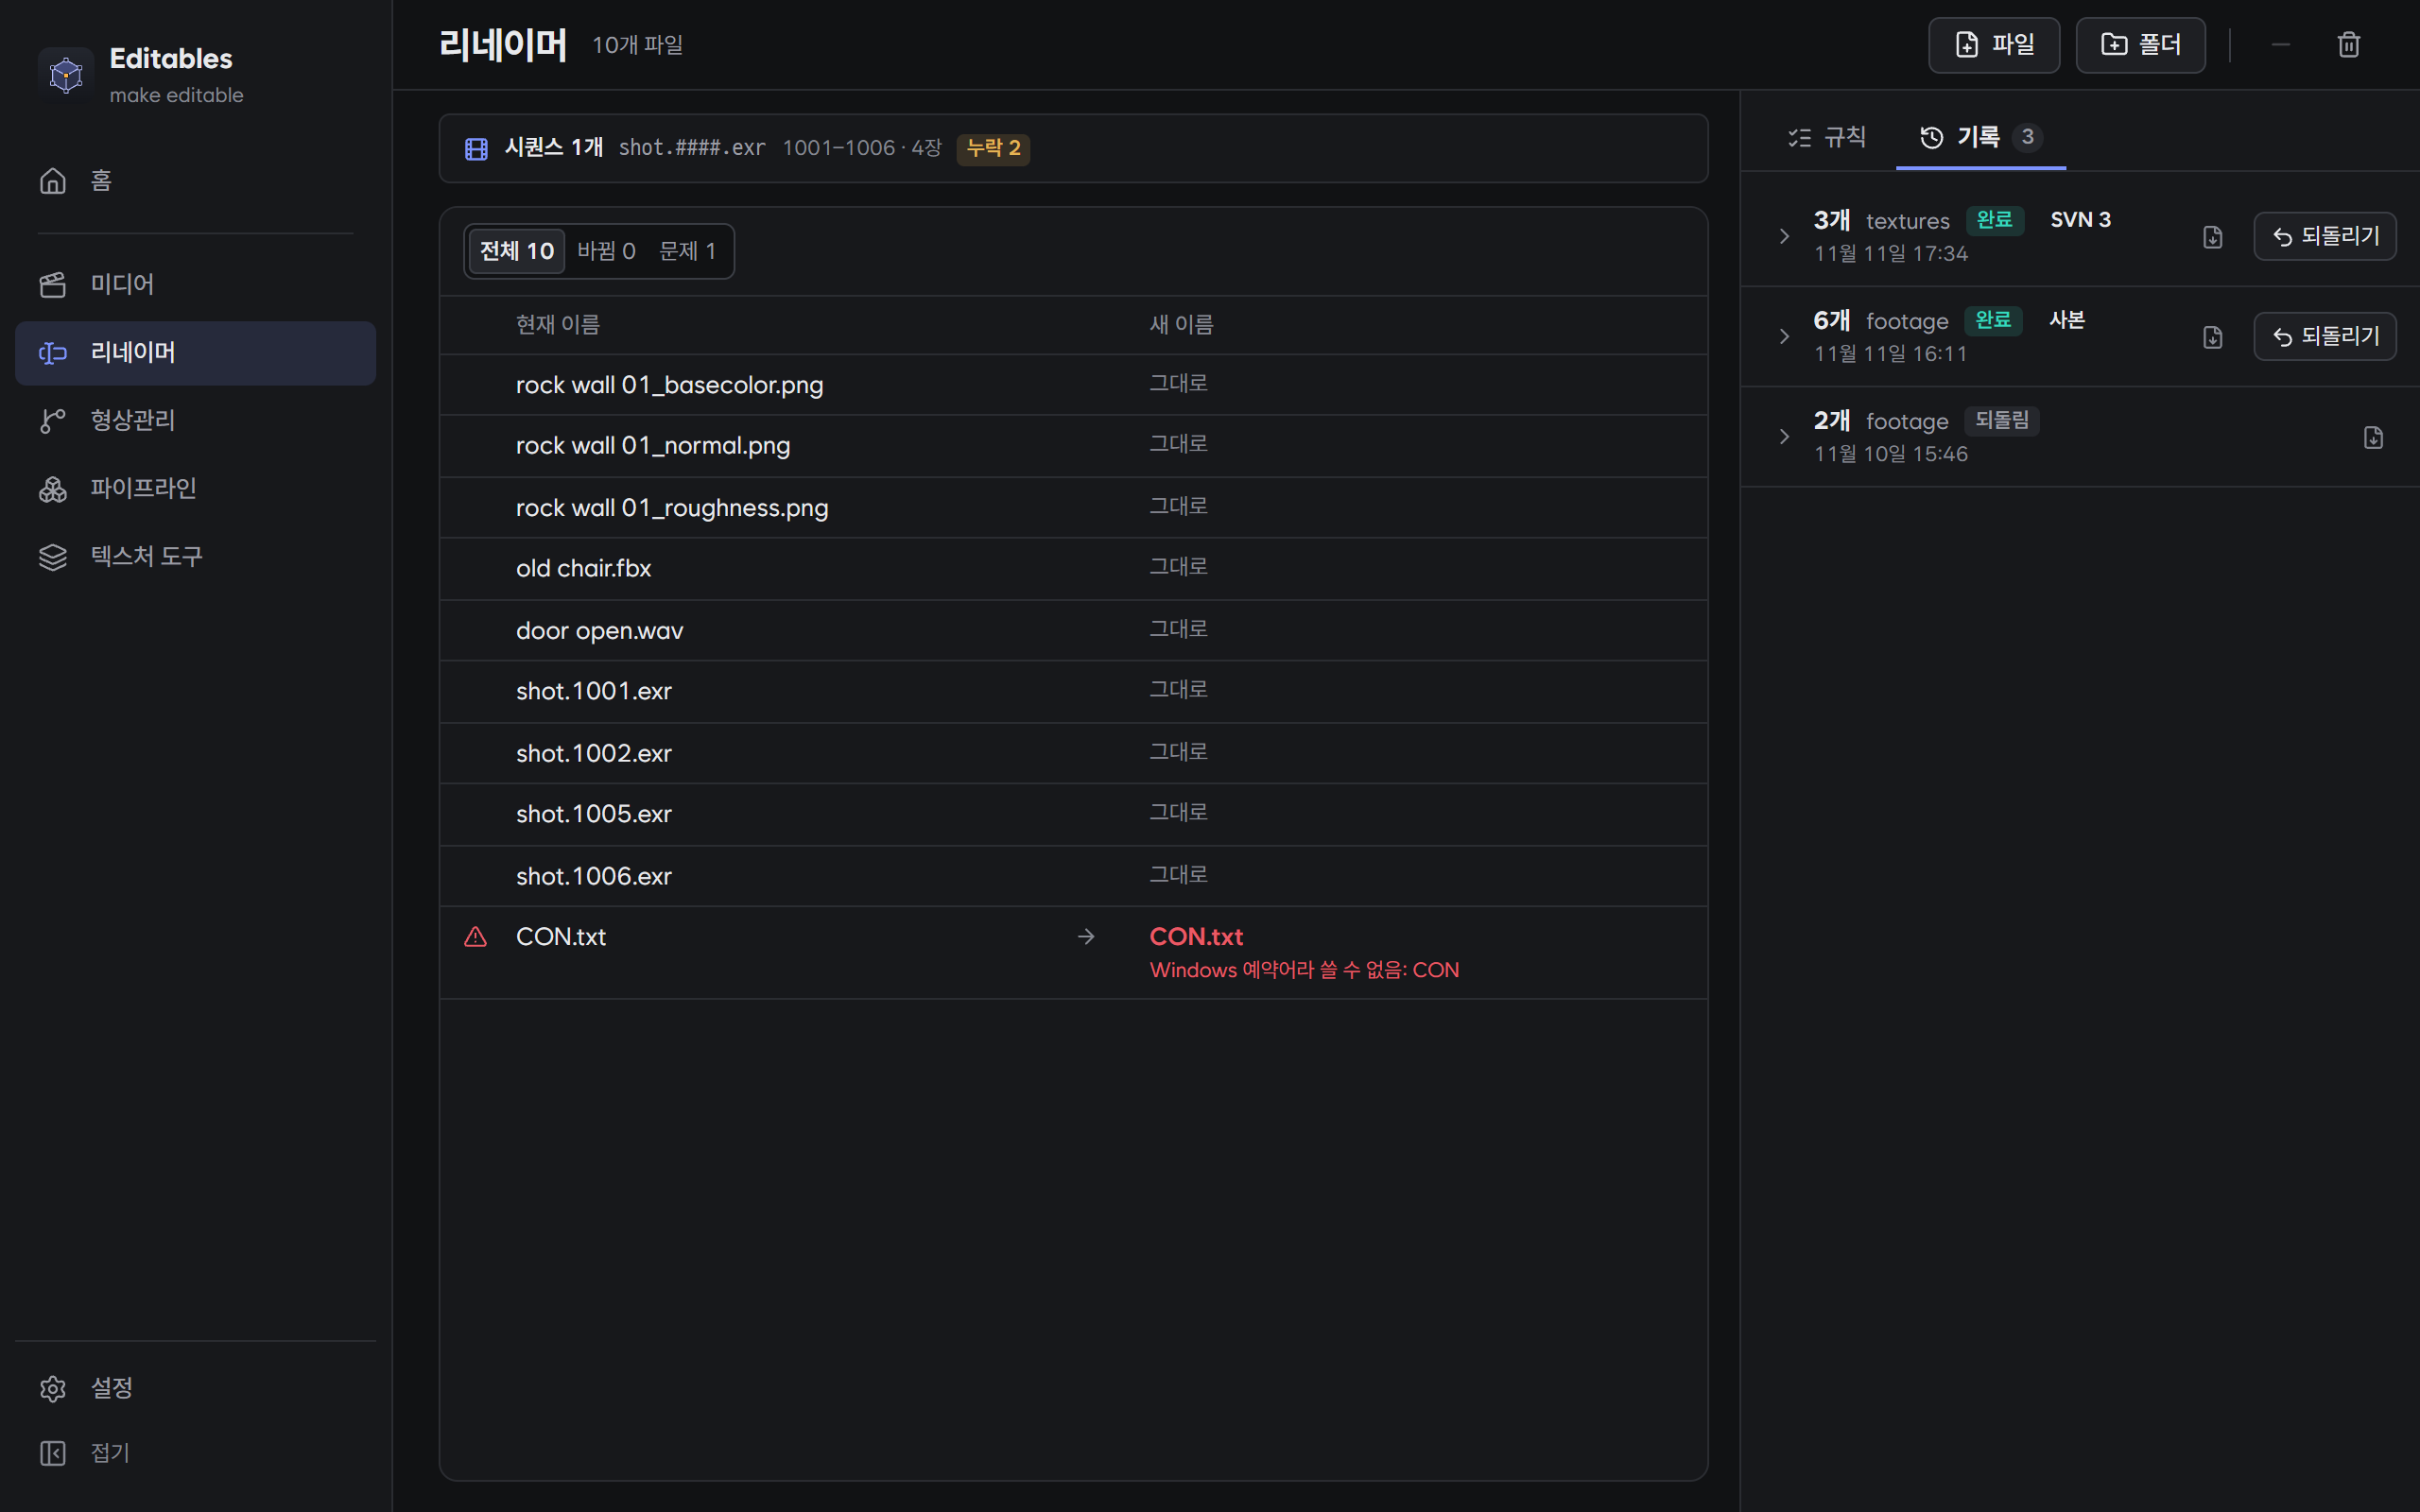 Editables
make editable
홈
미디어
리네이머
형상관리
파이프라인
텍스처 도구
설정
접기
리네이머 10개 파일
파일 폴더
시퀀스 1개 shot.####.exr 1001–1006 · 4장 누락 2
전체 10 바뀜 0 문제 1
현재 이름 새 이름
rock wall 01_basecolor.png 그대로
rock wall 01_normal.png 그대로
rock wall 01_roughness.png 그대로
old chair.fbx 그대로
door open.wav 그대로
shot.1001.exr 그대로
shot.1002.exr 그대로
shot.1005.exr 그대로
shot.1006.exr 그대로
CON.txt → CON.txt
Windows 예약어라 쓸 수 없음: CON
규칙 기록 3
3개 textures 완료 SVN 3
11월 11일 17:34
되돌리기
6개 footage 완료 사본
11월 11일 16:11
되돌리기
2개 footage 되돌림
11월 10일 15:46